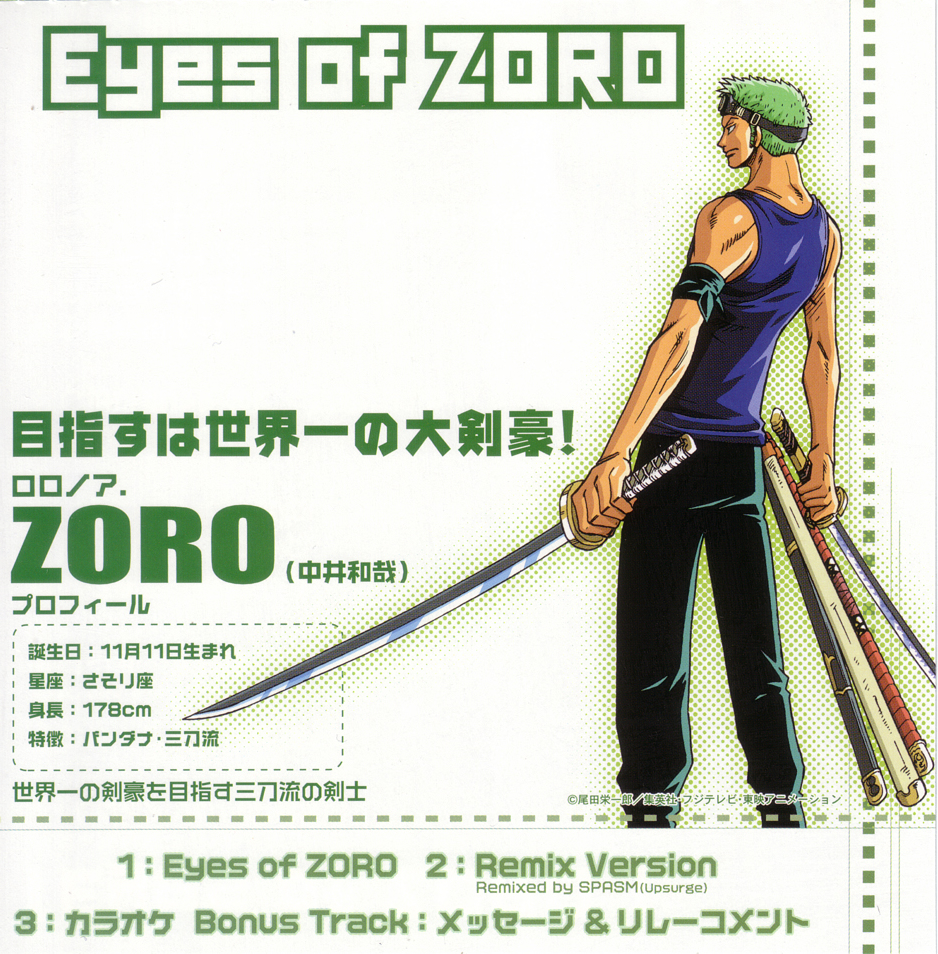 Eyes of ZORO
目指すは世界一の大剣豪!
ロロノア.
ZORO(中井和哉)
プロフィール
誕生日：11月11日生まれ
星座：さそり座
身長：178cm
特徴：バンダナ・三刀流
世界一の剣豪を目指す三刀流の剣士
©尾田栄一郎／集英社・フジテレビ・東映アニメーション
1：Eyes of ZORO 2：Remix Version
Remixed by SPASM(Upsurge)
3：カラオケ Bonus Track：メッセージ＆リレーコメント